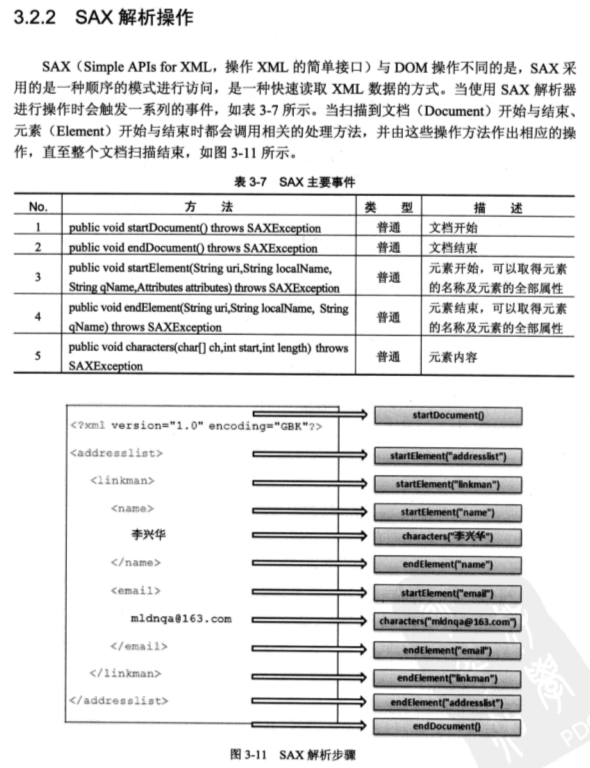 3.2.2 SAX 解析操作
SAX（Simple APIs for XML，操作 XML 的简单接口）与 DOM 操作不同的是，SAX 采
用的是一种顺序的模式进行访问，是一种快速读取 XML 数据的方式。当使用 SAX 解析器
进行操作时会触发一系列的事件，如表 3-7 所示。当扫描到文档（Document）开始与结束、
元素（Element）开始与结束时都会调用相关的处理方法，并由这些操作方法作出相应的操
作，直至整个文档扫描结束，如图 3-11 所示。
表 3-7 SAX 主要事件
No. 方 法 类 型 描 述
1 public void startDocument() throws SAXException 普通 文档开始
2 public void endDocument() throws SAXException 普通 文档结束
3 public void startElement(String uri,String localName, 普通 元素开始，可以取得元素
String qName,Attributes attributes) throws SAXException 的名称及元素的全部属性
4 public void endElement(String uri,String localName, String 普通 元素结束，可以取得元素
qName) throws SAXException 的名称及元素的全部属性
5 public void characters(char[] ch,int start,int length) throws 普通 元素内容
SAXException
startDocument()
<?xml version="1.0" encoding="GBK"?>
<addresslist> startElement("addresslist")
<linkman> startElement("linkman")
<name> startElement("name")
李兴华 characters("李兴华")
</name> endElement("name")
<email> startElement("email")
mldnqa@163.com characters("mldnqa@163.com")
</email> endElement("email")
</linkman> endElement("linkman")
</addresslist> endElement("addresslist")
endDocument()
图 3-11 SAX 解析步骤